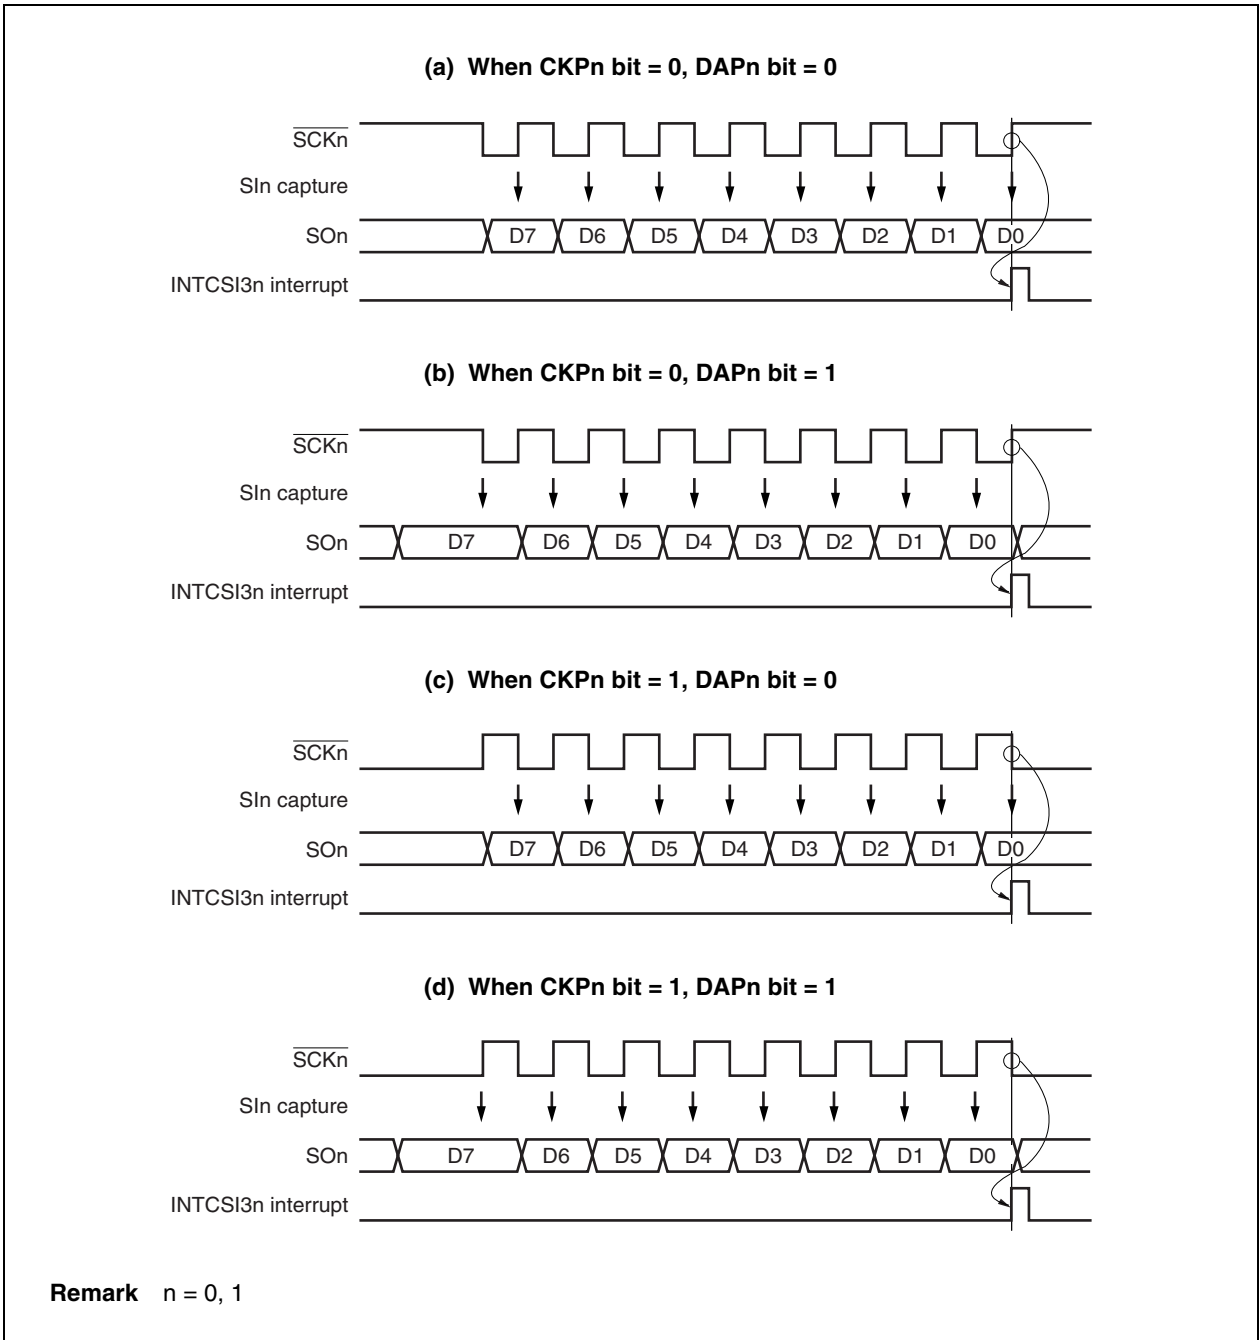 (a) When CKPn bit = 0, DAPn bit = 0
SCKn
SIn capture
SOn D7 D6 D5 D4 D3 D2 D1 D0
INTCSI3n interrupt
(b) When CKPn bit = 0, DAPn bit = 1
SCKn
SIn capture
SOn D7 D6 D5 D4 D3 D2 D1 D0
INTCSI3n interrupt
(c) When CKPn bit = 1, DAPn bit = 0
SCKn
SIn capture
SOn D7 D6 D5 D4 D3 D2 D1 D0
INTCSI3n interrupt
(d) When CKPn bit = 1, DAPn bit = 1
SCKn
SIn capture
SOn D7 D6 D5 D4 D3 D2 D1 D0
INTCSI3n interrupt
Remark n = 0, 1